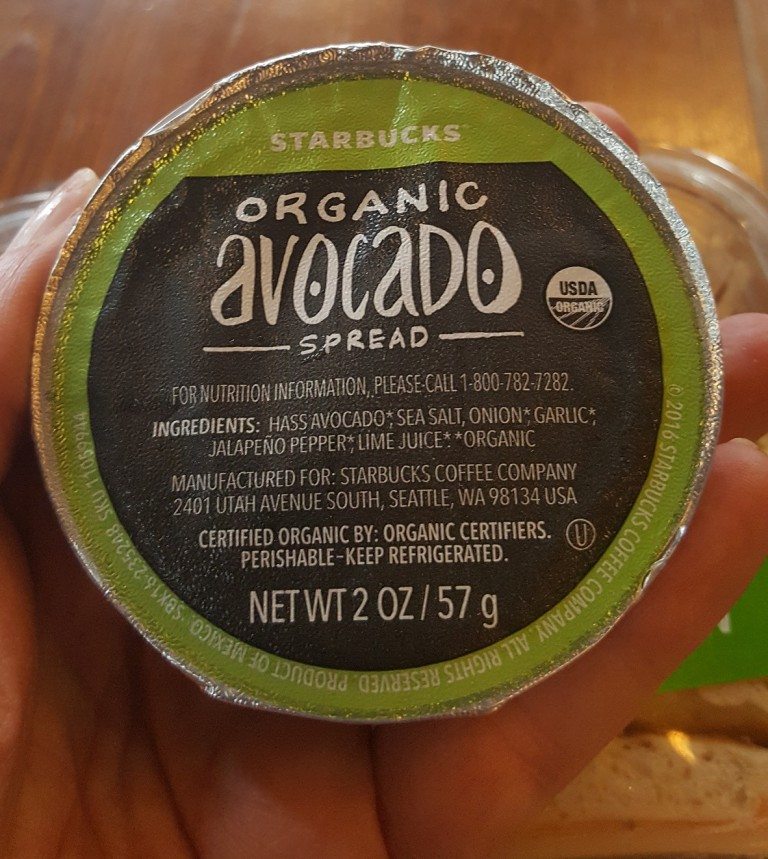 STARBUCKS
ORGANIC
avocado
SPREAD
USDA
ORGANIC
FOR NUTRITION INFORMATION, PLEASE CALL 1-800-782-7282.
INGREDIENTS: HASS AVOCADO*, SEA SALT, ONION*, GARLIC*,
JALAPEÑO PEPPER*, LIME JUICE* *ORGANIC
MANUFACTURED FOR: STARBUCKS COFFEE COMPANY
2401 UTAH AVENUE SOUTH, SEATTLE, WA 98134 USA
CERTIFIED ORGANIC BY: ORGANIC CERTIFIERS.
PERISHABLE-KEEP REFRIGERATED.
U
NET WT 2 OZ / 57 g
© 2016 STARBUCKS COFFEE COMPANY. ALL RIGHTS RESERVED. PRODUCT OF MEXICO. SKU